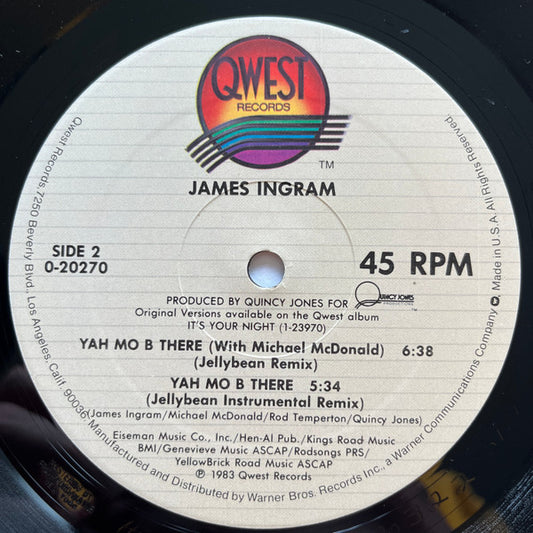 QWEST
RECORDS
TM
JAMES INGRAM
SIDE 2
0-20270
45 RPM
PRODUCED BY QUINCY JONES FOR QUINCY JONES PRODUCTIONS
Original Versions available on the Qwest album
IT'S YOUR NIGHT (1-23970)
YAH MO B THERE (With Michael McDonald) 6:38
(Jellybean Remix)
YAH MO B THERE 5:34
(Jellybean Instrumental Remix)
(James Ingram/Michael McDonald/Rod Temperton/Quincy Jones)
Eiseman Music Co., Inc./Hen-Al Pub./Kings Road Music
BMI/Genevieve Music ASCAP/Rodsongs PRS/
YellowBrick Road Music ASCAP
℗ 1983 Qwest Records
Qwest Records, 7250 Beverly Blvd., Los Angeles, Calif. 90036 Manufactured and Distributed by Warner Bros. Records Inc., a Warner Communications Company Made in U.S.A. All Rights Reserved.